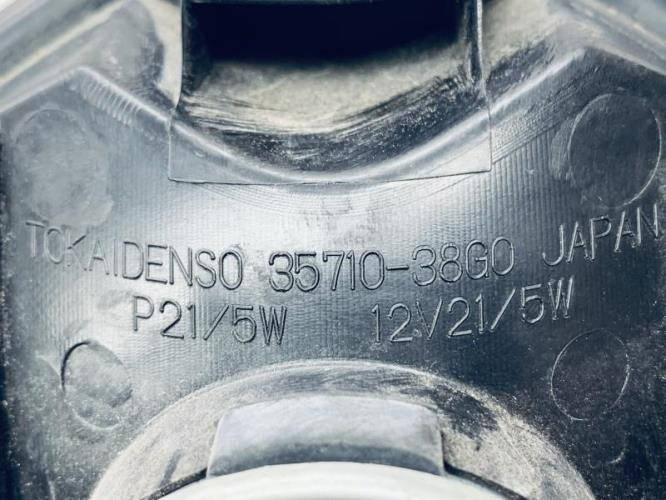 TOKAIDENSO 35710-38G0 JAPAN
P21/5W 12V21/5W